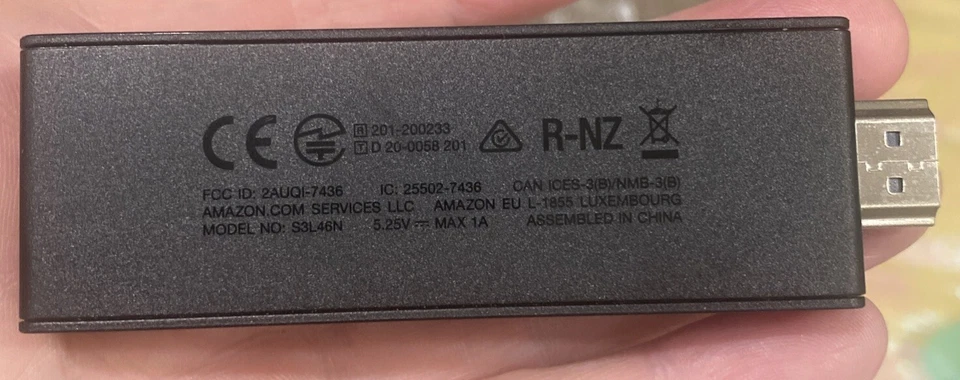 CE R 201-200233 R-NZ
T D 20-0058 201
FCC ID: 2AUQI-7436 IC: 25502-7436 CAN ICES-3(B)/NMB-3(B)
AMAZON.COM SERVICES LLC AMAZON EU L-1855 LUXEMBOURG
MODEL NO: S3L46N 5.25V⎓ MAX 1A ASSEMBLED IN CHINA